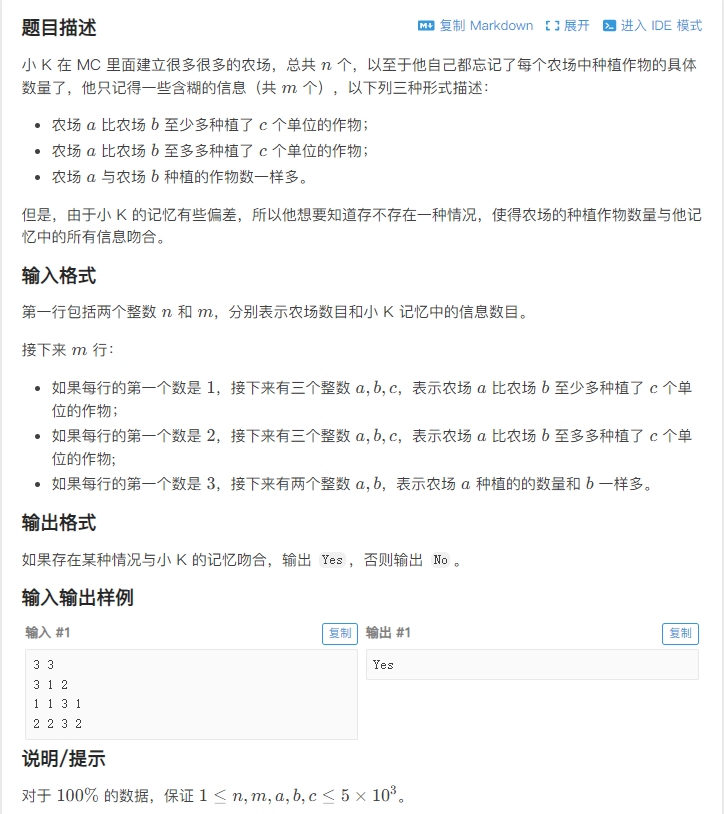 题目描述
复制 Markdown 展开 进入 IDE 模式
小 K 在 MC 里面建立很多很多的农场，总共 n 个，以至于他自己都忘记了每个农场中种植作物的具体
数量了，他只记得一些含糊的信息（共 m 个），以下列三种形式描述：
• 农场 a 比农场 b 至少多种植了 c 个单位的作物；
• 农场 a 比农场 b 至多多种植了 c 个单位的作物；
• 农场 a 与农场 b 种植的作物数一样多。
但是，由于小 K 的记忆有些偏差，所以他想要知道存不存在一种情况，使得农场的种植作物数量与他记
忆中的所有信息吻合。
输入格式
第一行包括两个整数 n 和 m，分别表示农场数目和小 K 记忆中的信息数目。
接下来 m 行：
• 如果每行的第一个数是 1，接下来有三个整数 a, b, c，表示农场 a 比农场 b 至少多种植了 c 个单
位的作物；
• 如果每行的第一个数是 2，接下来有三个整数 a, b, c，表示农场 a 比农场 b 至多多种植了 c 个单
位的作物;
• 如果每行的第一个数是 3，接下来有两个整数 a, b，表示农场 a 种植的的数量和 b 一样多。
输出格式
如果存在某种情况与小 K 的记忆吻合，输出 Yes，否则输出 No。
输入输出样例
输入 #1 复制
3 3
3 1 2
1 1 3 1
2 2 3 2
输出 #1 复制
Yes
说明/提示
对于 100% 的数据，保证 1 ≤ n, m, a, b, c ≤ 5 × 10³。